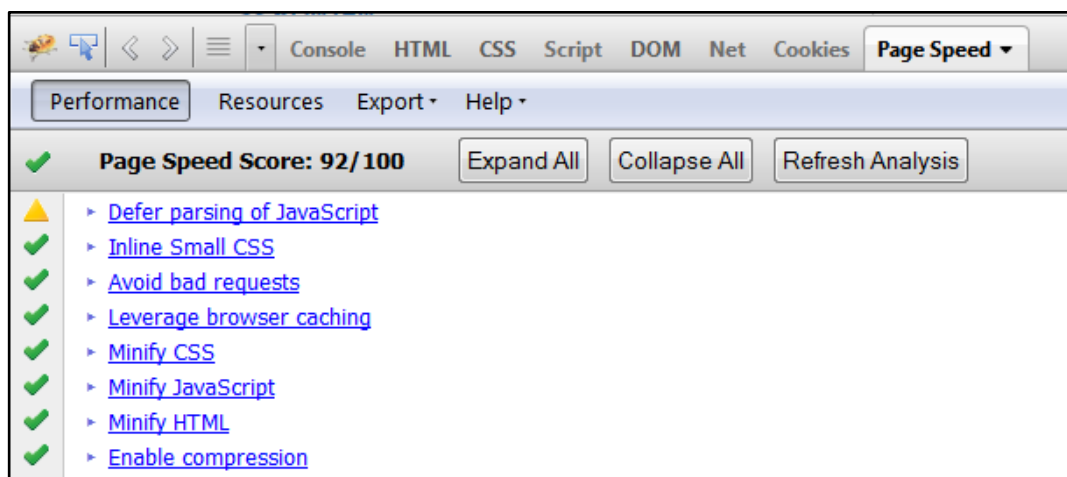 Console HTML CSS Script DOM Net Cookies Page Speed
Performance Resources Export Help
Page Speed Score: 92/100 Expand All Collapse All Refresh Analysis
Defer parsing of JavaScript
Inline Small CSS
Avoid bad requests
Leverage browser caching
Minify CSS
Minify JavaScript
Minify HTML
Enable compression